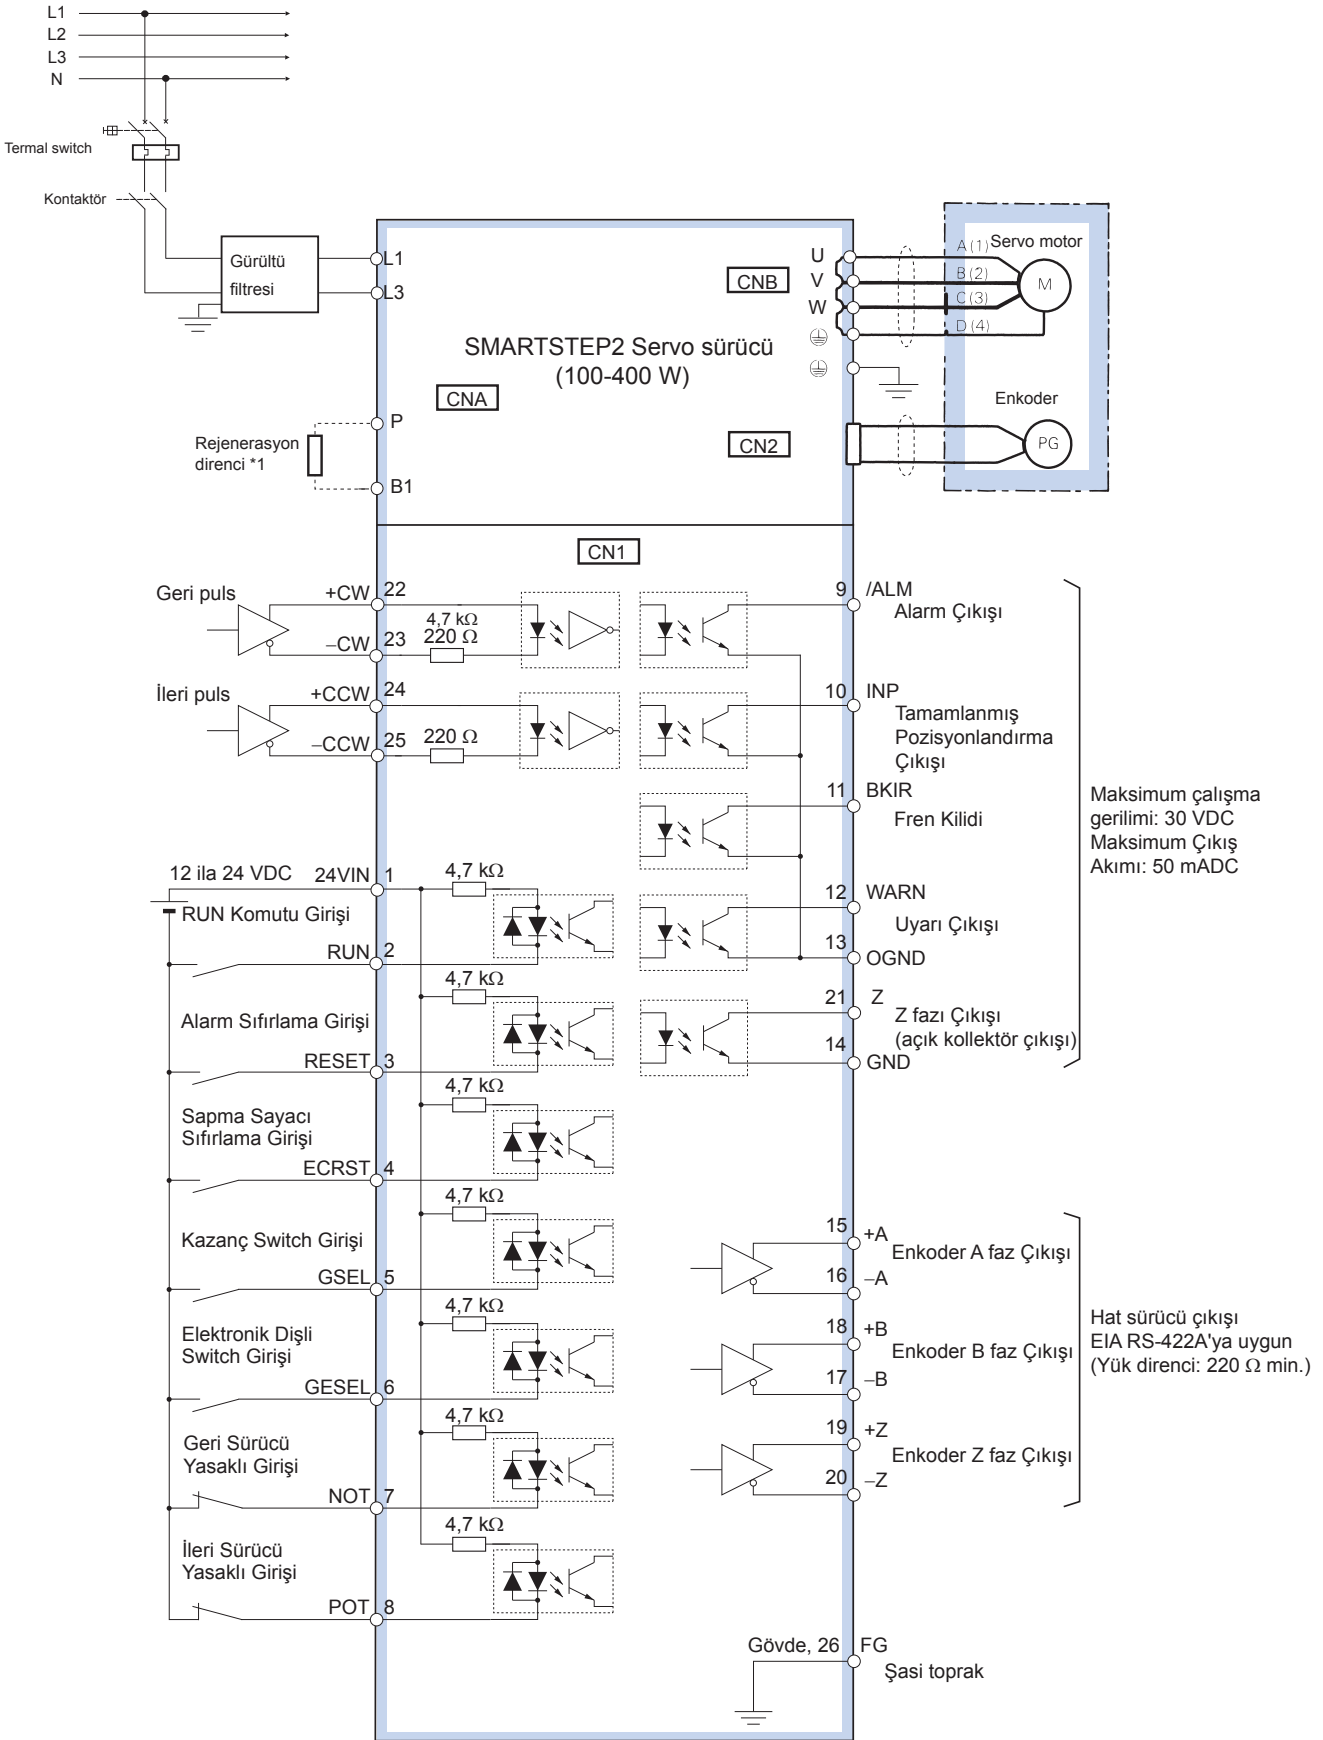 L1
L2
L3
N
Termal switch
Kontaktör
Gürültü
filtresi
L1
L3
SMARTSTEP2 Servo sürücü
(100-400 W)
CNA
CNB
CN2
U
V
W
A (1)
B (2)
C (3)
D (4)
Servo motor
M
Enkoder
PG
P
Rejenerasyon
direnci *1
B1
CN1
Geri puls
+CW 22
4,7 kΩ
–CW 23 220 Ω
İleri puls
+CCW 24
–CCW 25 220 Ω
12 ila 24 VDC 24VIN 1 4,7 kΩ
RUN Komutu Girişi
RUN 2
4,7 kΩ
Alarm Sıfırlama Girişi
RESET 3
4,7 kΩ
Sapma Sayacı
Sıfırlama Girişi
ECRST 4
4,7 kΩ
Kazanç Switch Girişi
GSEL 5
4,7 kΩ
Elektronik Dişli
Switch Girişi
GESEL 6
4,7 kΩ
Geri Sürücü
Yasaklı Girişi
NOT 7
4,7 kΩ
İleri Sürücü
Yasaklı Girişi
POT 8
9 /ALM
Alarm Çıkışı
10 INP
Tamamlanmış
Pozisyonlandırma
Çıkışı
11 BKIR
Fren Kilidi
12 WARN
Uyarı Çıkışı
13 OGND
21 Z
Z fazı Çıkışı
(açık kollektör çıkışı)
14 GND
Maksimum çalışma
gerilimi: 30 VDC
Maksimum Çıkış
Akımı: 50 mADC
15 +A
Enkoder A faz Çıkışı
16 –A
18 +B
Enkoder B faz Çıkışı
17 –B
19 +Z
Enkoder Z faz Çıkışı
20 –Z
Hat sürücü çıkışı
EIA RS-422A'ya uygun
(Yük direnci: 220 Ω min.)
Gövde, 26 FG
Şasi toprak